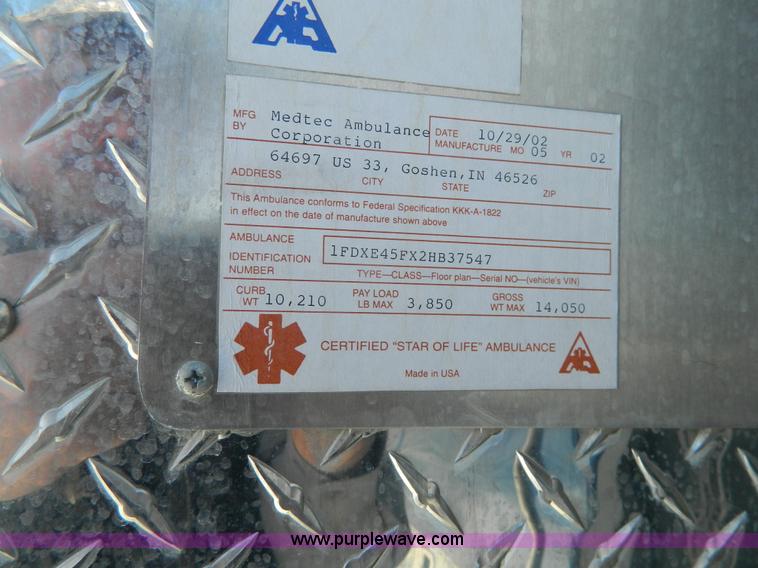 MFG BY Medtec Ambulance Corporation
DATE 10/29/02
MANUFACTURE MO 05 YR 02
64697 US 33, Goshen,IN 46526
ADDRESS CITY STATE ZIP
This Ambulance conforms to Federal Specification KKK-A-1822
in effect on the date of manufacture shown above
AMBULANCE
IDENTIFICATION
NUMBER
1FDXE45FX2HB37547
TYPE—CLASS—Floor plan—Serial NO—(vehicle's VIN)
CURB WT 10,210 PAY LOAD LB MAX 3,850 GROSS WT MAX 14,050
CERTIFIED "STAR OF LIFE" AMBULANCE
Made in USA
www.purplewave.com